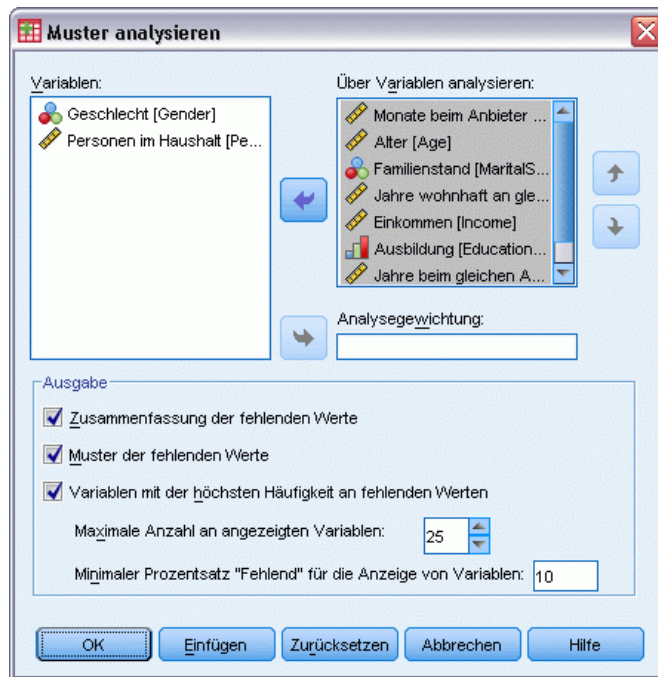 Muster analysieren
Variablen:
Geschlecht [Gender]
Personen im Haushalt [Pe...
Über Variablen analysieren:
Monate beim Anbieter ...
Alter [Age]
Familienstand [MaritalS...
Jahre wohnhaft an gle...
Einkommen [Income]
Ausbildung [Education...
Jahre beim gleichen A...
Analysegewichtung:
Ausgabe
Zusammenfassung der fehlenden Werte
Muster der fehlenden Werte
Variablen mit der höchsten Häufigkeit an fehlenden Werten
Maximale Anzahl an angezeigten Variablen: 25
Minimaler Prozentsatz "Fehlend" für die Anzeige von Variablen: 10
OK Einfügen Zurücksetzen Abbrechen Hilfe